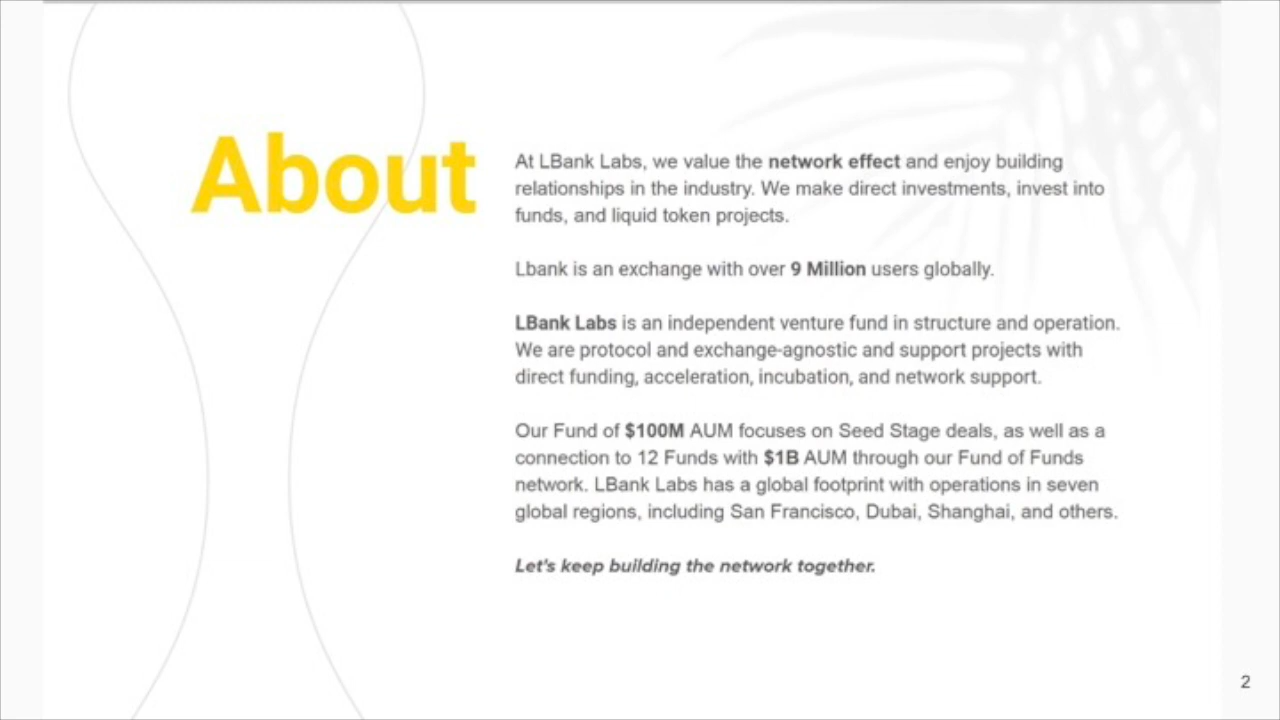 About
At LBank Labs, we value the network effect and enjoy building
relationships in the industry. We make direct investments, invest into
funds, and liquid token projects.
Lbank is an exchange with over 9 Million users globally.
LBank Labs is an independent venture fund in structure and operation.
We are protocol and exchange-agnostic and support projects with
direct funding, acceleration, incubation, and network support.
Our Fund of $100M AUM focuses on Seed Stage deals, as well as a
connection to 12 Funds with $1B AUM through our Fund of Funds
network. LBank Labs has a global footprint with operations in seven
global regions, including San Francisco, Dubai, Shanghai, and others.
Let's keep building the network together.
2